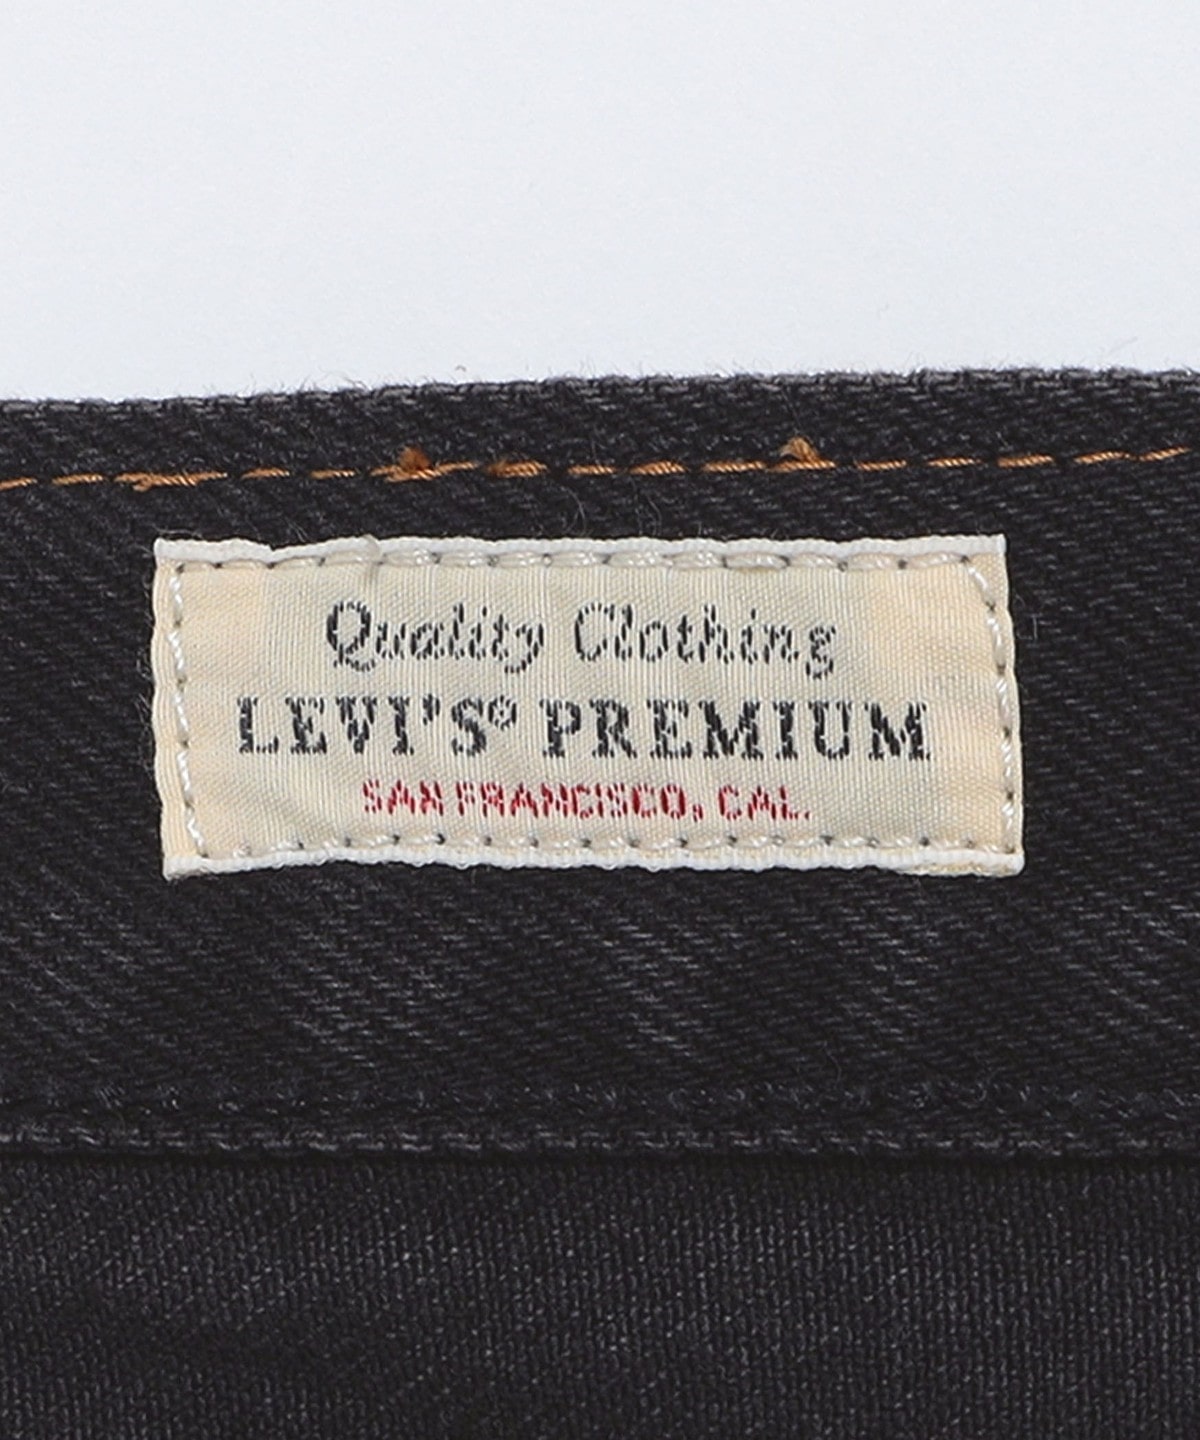 Quality Clothing
LEVI'S® PREMIUM
SAN FRANCISCO, CAL.